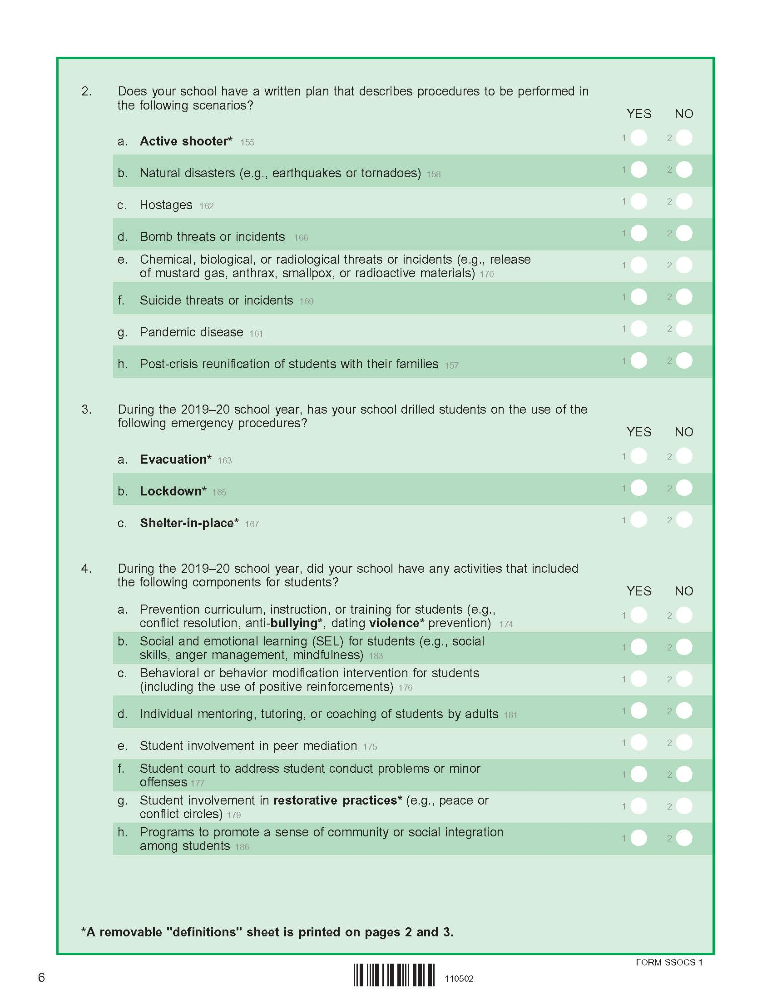 2. Does your school have a written plan that describes procedures to be performed in
the following scenarios?
YES NO
a. Active shooter* 155 1 2
b. Natural disasters (e.g., earthquakes or tornadoes) 158 1 2
c. Hostages 162 1 2
d. Bomb threats or incidents 166 1 2
e. Chemical, biological, or radiological threats or incidents (e.g., release
of mustard gas, anthrax, smallpox, or radioactive materials) 170 1 2
f. Suicide threats or incidents 169 1 2
g. Pandemic disease 161 1 2
h. Post-crisis reunification of students with their families 157 1 2
3. During the 2019–20 school year, has your school drilled students on the use of the
following emergency procedures?
YES NO
a. Evacuation* 163 1 2
b. Lockdown* 165 1 2
c. Shelter-in-place* 167 1 2
4. During the 2019–20 school year, did your school have any activities that included
the following components for students?
YES NO
a. Prevention curriculum, instruction, or training for students (e.g.,
conflict resolution, anti-bullying*, dating violence* prevention) 174 1 2
b. Social and emotional learning (SEL) for students (e.g., social
skills, anger management, mindfulness) 183 1 2
c. Behavioral or behavior modification intervention for students
(including the use of positive reinforcements) 176 1 2
d. Individual mentoring, tutoring, or coaching of students by adults 181 1 2
e. Student involvement in peer mediation 175 1 2
f. Student court to address student conduct problems or minor
offenses 177 1 2
g. Student involvement in restorative practices* (e.g., peace or
conflict circles) 179 1 2
h. Programs to promote a sense of community or social integration
among students 186 1 2
*A removable "definitions" sheet is printed on pages 2 and 3.
FORM SSOCS-1
6 110502